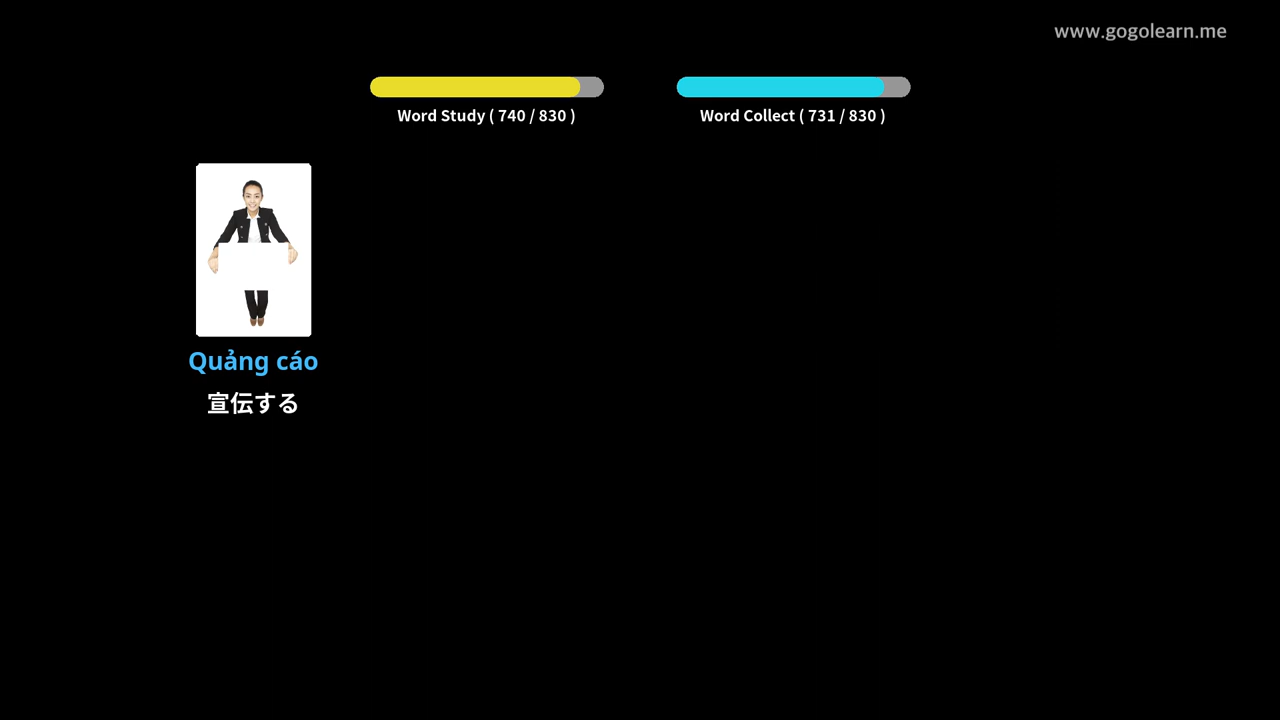 www.gogolearn.me
Word Study ( 740 / 830 )
Word Collect ( 731 / 830 )
Quảng cáo
宣伝する